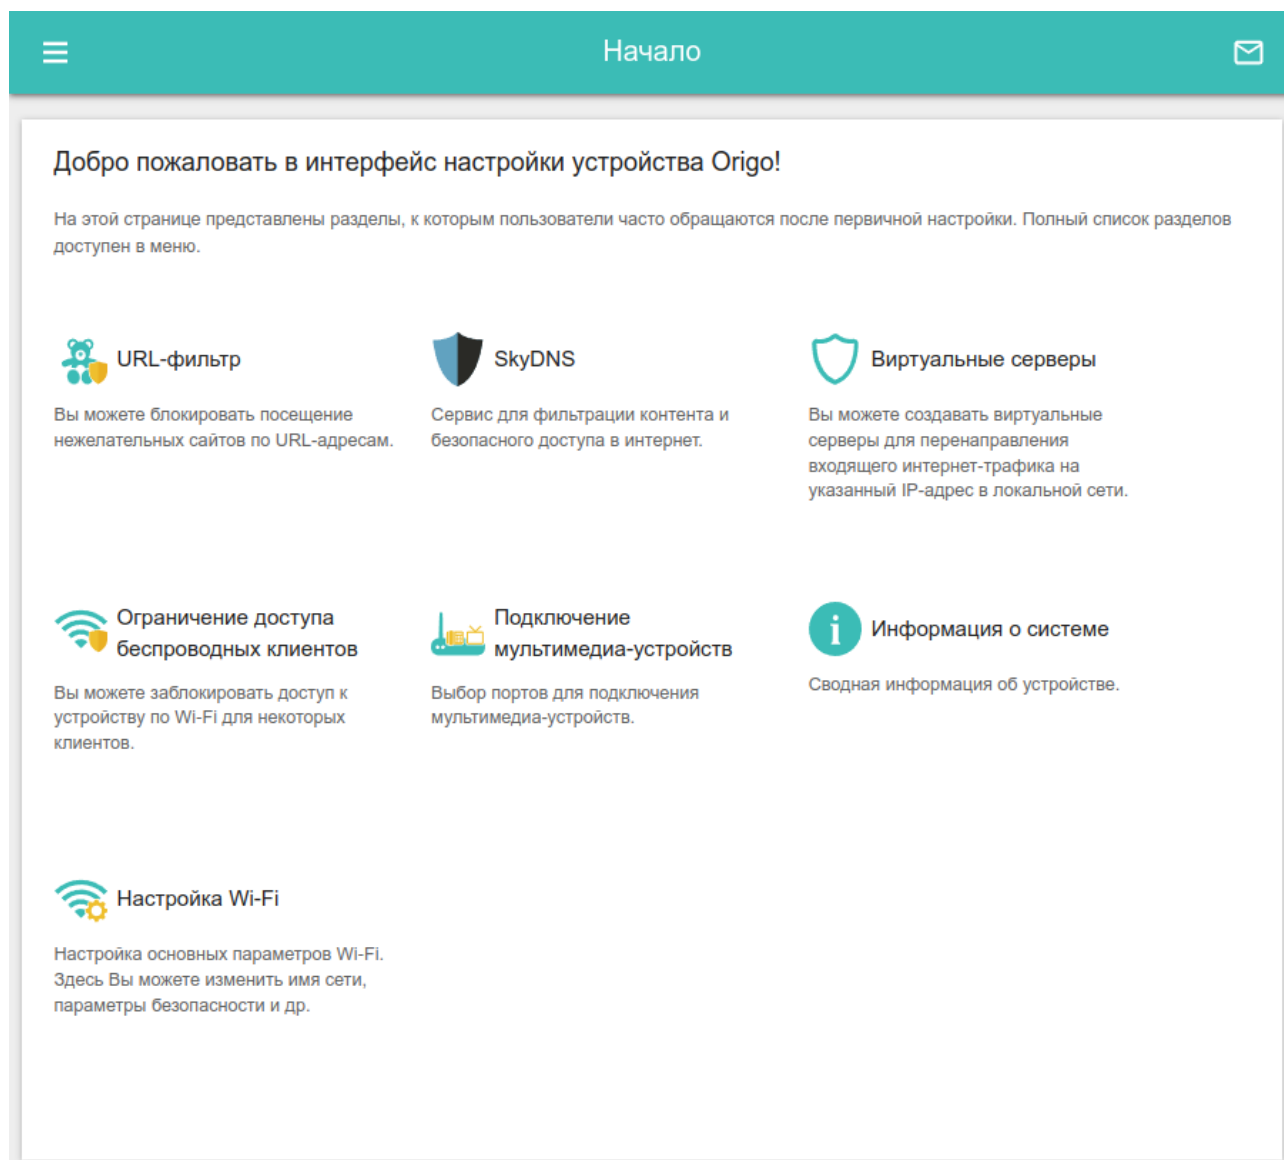 Начало
Добро пожаловать в интерфейс настройки устройства Origo!
На этой странице представлены разделы, к которым пользователи часто обращаются после первичной настройки. Полный список разделов
доступен в меню.
URL-фильтр
Вы можете блокировать посещение
нежелательных сайтов по URL-адресам.
SkyDNS
Сервис для фильтрации контента и
безопасного доступа в интернет.
Виртуальные серверы
Вы можете создавать виртуальные
серверы для перенаправления
входящего интернет-трафика на
указанный IP-адрес в локальной сети.
Ограничение доступа
беспроводных клиентов
Вы можете заблокировать доступ к
устройству по Wi-Fi для некоторых
клиентов.
Подключение
мультимедиа-устройств
Выбор портов для подключения
мультимедиа-устройств.
Информация о системе
Сводная информация об устройстве.
Настройка Wi-Fi
Настройка основных параметров Wi-Fi.
Здесь Вы можете изменить имя сети,
параметры безопасности и др.